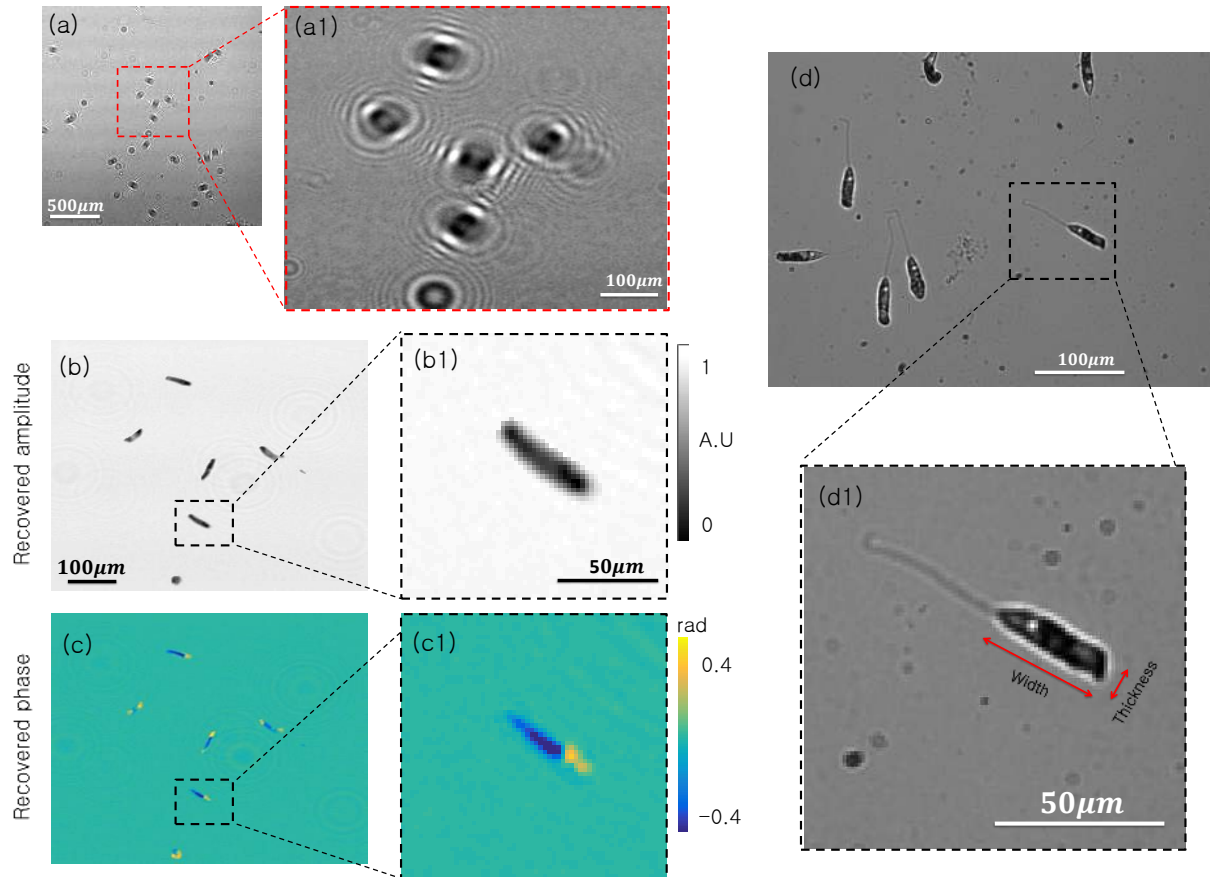 (a)
500μm
(a1)
100μm
(d)
100μm
Recovered amplitude
(b)
100μm
(b1)
50μm
1
A.U
0
(d1)
Width
Thickness
50μm
Recovered phase
(c)
(c1)
rad
0.4
-0.4